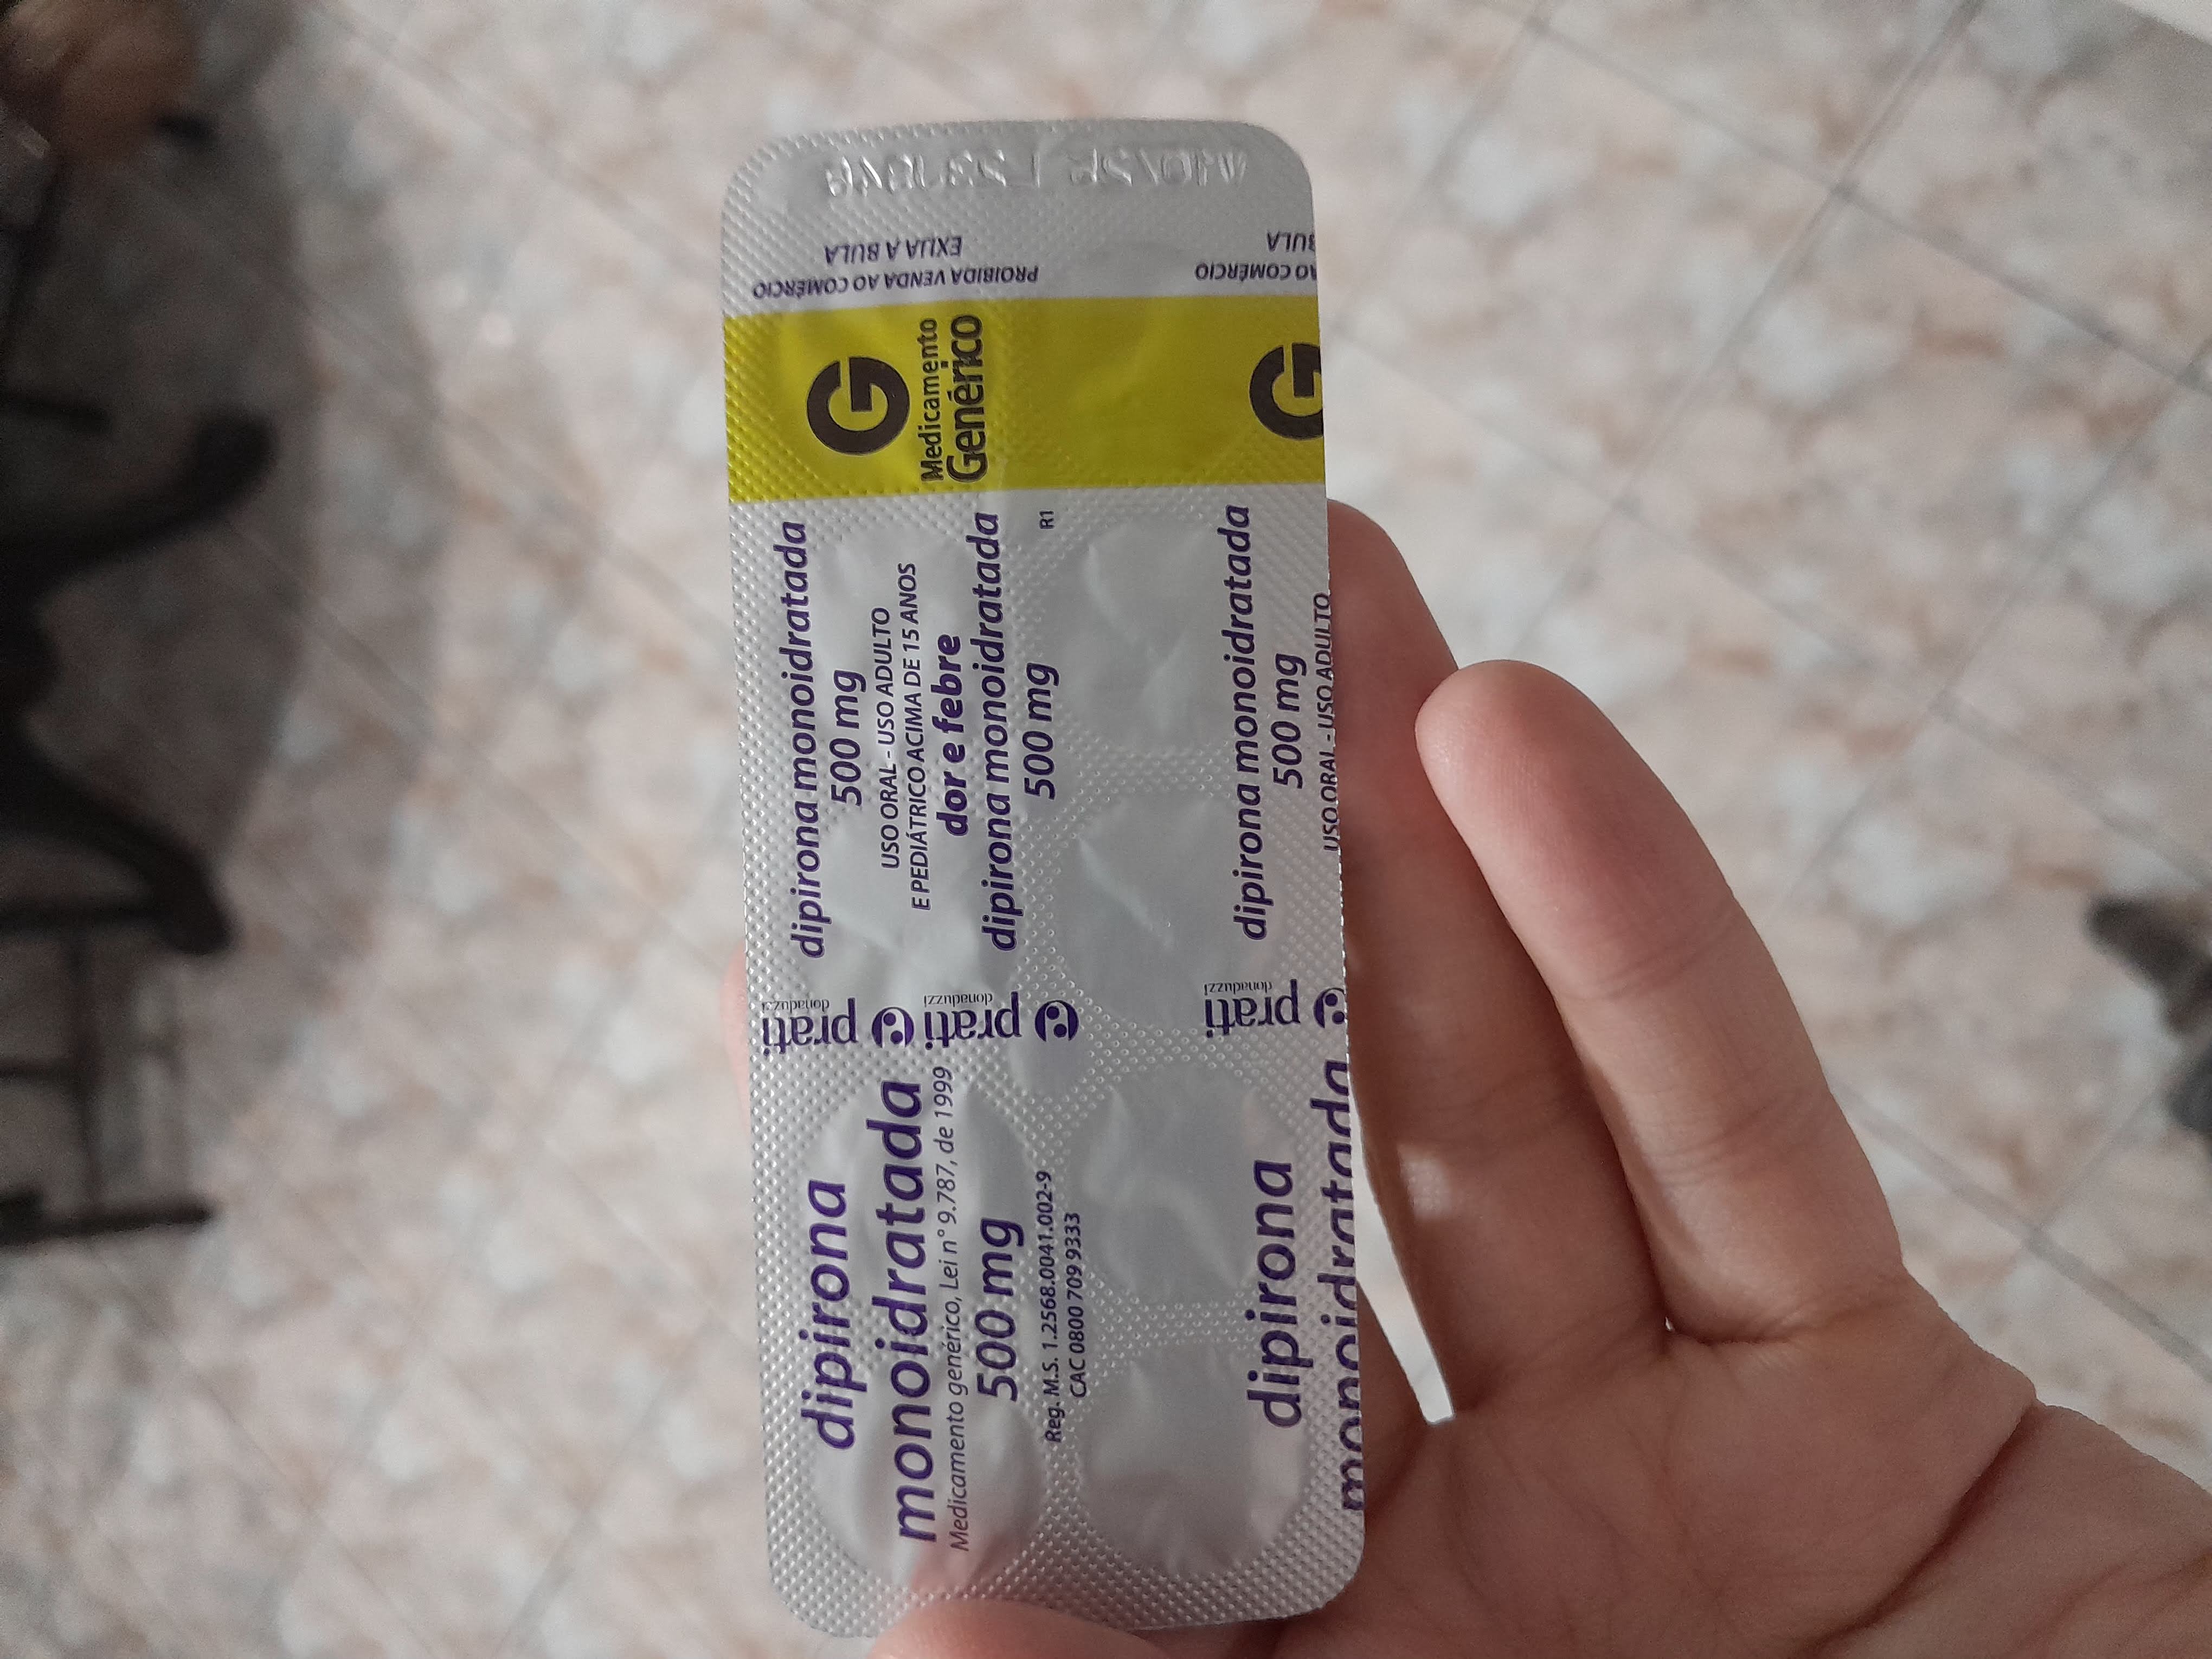 dipirona
monoidratada
Medicamento genérico, Lei n° 9.787, de 1999
500 mg
Reg. M.S. 1.2568.0041.002-9
CAC 0800 709 9333
dipirona
monoidratada
prati
donaduzzi
prati
donaduzzi
prati
donaduzzi
dipirona monoidratada
500 mg
USO ORAL - USO ADULTO
E PEDIÁTRICO ACIMA DE 15 ANOS
dor e febre
dipirona monoidratada
500 mg
R1
dipirona monoidratada
500 mg
USO ORAL - USO ADULTO
G
Medicamento
Genérico
G
PROIBIDA VENDA AO COMÉRCIO
EXIJA A BULA
AO COMÉRCIO
BULA